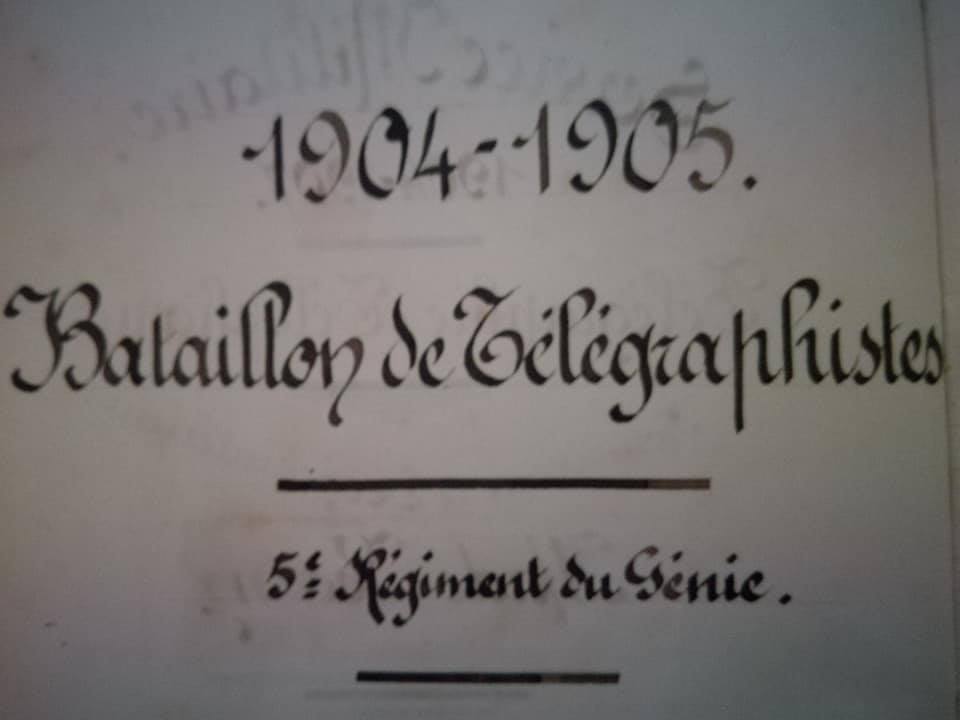 1904-1905.
Bataillon de Télégraphistes
5e Régiment du Génie.